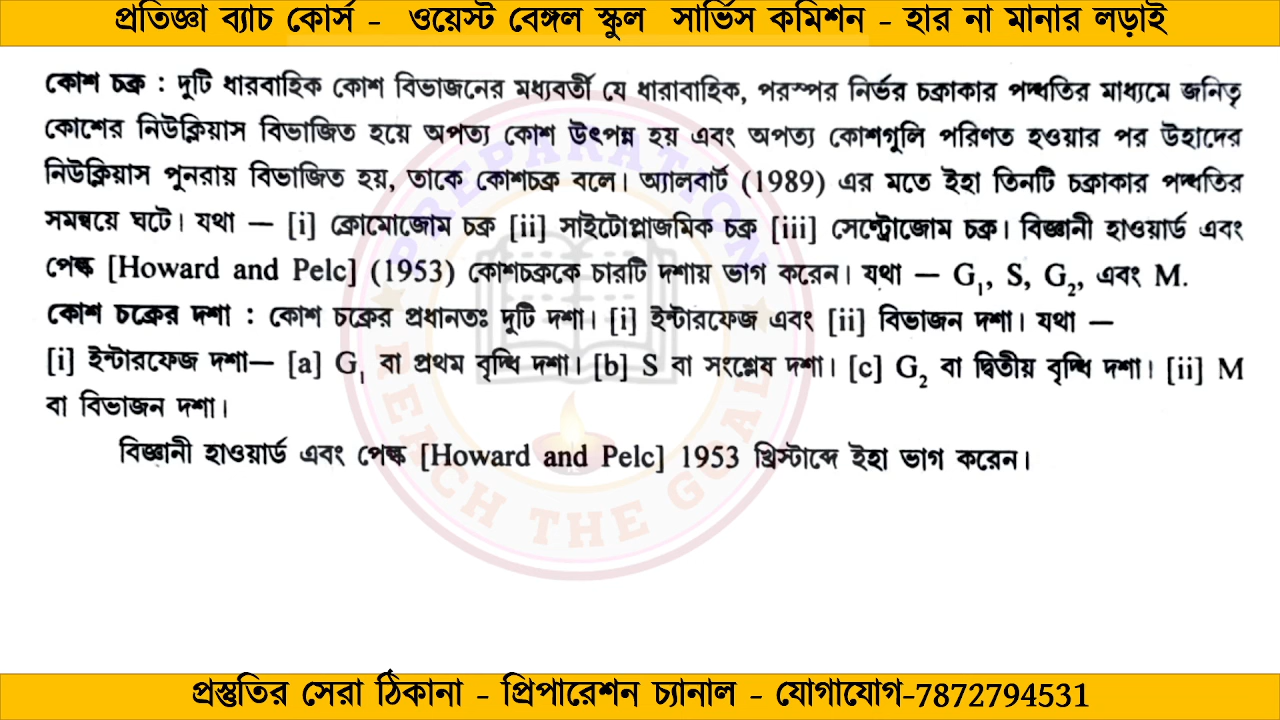 প্রতিজ্ঞা ব্যাচ কোর্স - ওয়েস্ট বেঙ্গল স্কুল সার্ভিস কমিশন - হার না মানার লড়াই
কোশ চক্র : দুটি ধারবাহিক কোশ বিভাজনের মধ্যবর্তী যে ধারাবাহিক, পরস্পর নির্ভর চক্রাকার পদ্ধতির মাধ্যমে জনিতৃ
কোশের নিউক্লিয়াস বিভাজিত হয়ে অপত্য কোশ উৎপন্ন হয় এবং অপত্য কোশগুলি পরিণত হওয়ার পর উহাদের
নিউক্লিয়াস পুনরায় বিভাজিত হয়, তাকে কোশচক্র বলে। অ্যালবার্ট (1989) এর মতে ইহা তিনটি চক্রাকার পদ্ধতির
সমন্বয়ে ঘটে। যথা — [i] ক্রোমোজোম চক্র [ii] সাইটোপ্লাজমিক চক্র [iii] সেন্ট্রোজোম চক্র। বিজ্ঞানী হাওয়ার্ড এবং
পেল্ক [Howard and Pelc] (1953) কোশচক্রকে চারটি দশায় ভাগ করেন। যথা — G₁, S, G₂, এবং M.
কোশ চক্রের দশা : কোশ চক্রের প্রধানতঃ দুটি দশা। [i] ইন্টারফেজ এবং [ii] বিভাজন দশা। যথা —
[i] ইন্টারফেজ দশা— [a] G₁ বা প্রথম বৃদ্ধি দশা। [b] S বা সংশ্লেষ দশা। [c] G₂ বা দ্বিতীয় বৃদ্ধি দশা। [ii] M
বা বিভাজন দশা।
বিজ্ঞানী হাওয়ার্ড এবং পেল্ক [Howard and Pelc] 1953 খ্রিস্টাব্দে ইহা ভাগ করেন।
PREPARATION
REACH THE GOAL
প্রস্তুতির সেরা ঠিকানা - প্রিপারেশন চ্যানাল - যোগাযোগ-7872794531